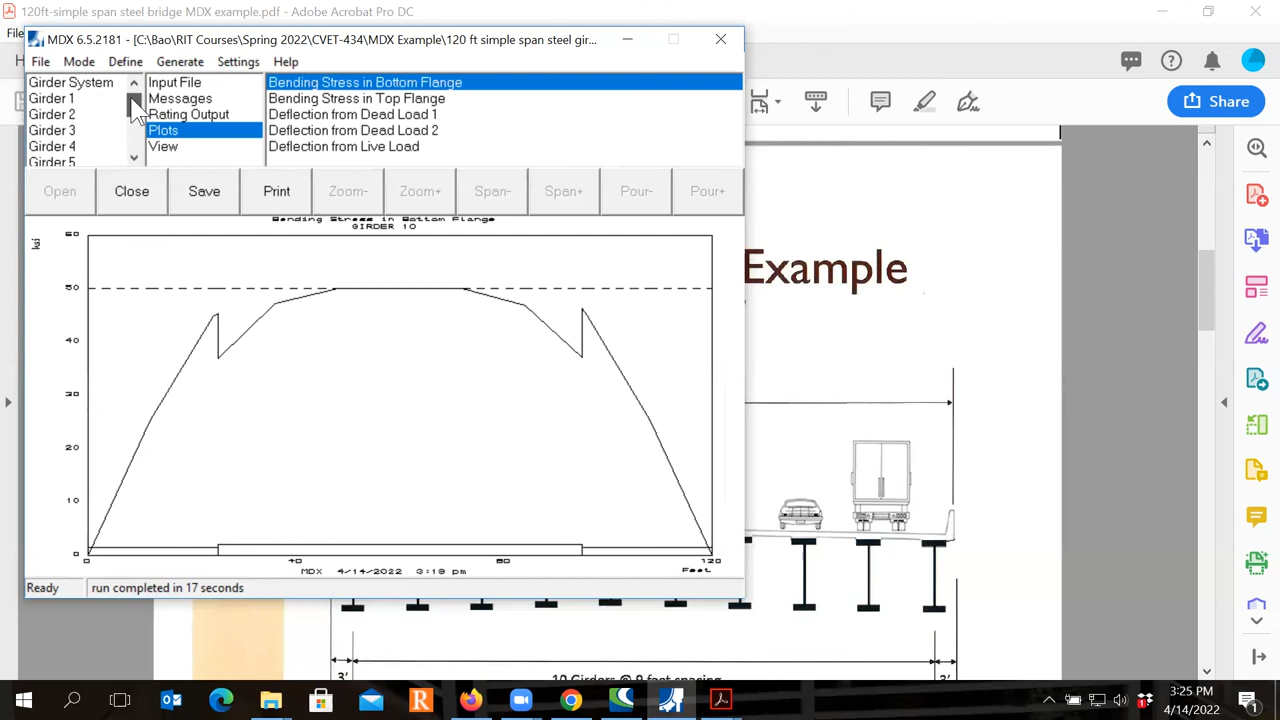 120ft-simple span steel bridge MDX example.pdf - Adobe Acrobat Pro DC
MDX 6.5.2181 - [C:\Bao\RIT Courses\Spring 2022\CVET-434\MDX Example\120 ft simple span steel gir...
File Mode Define Generate Settings Help
Girder System
Girder 1
Girder 2
Girder 3
Girder 4
Girder 5
Input File
Messages
Rating Output
Plots
View
Bending Stress in Bottom Flange
Bending Stress in Top Flange
Deflection from Dead Load 1
Deflection from Dead Load 2
Deflection from Live Load
Share
Open Close Save Print Zoom- Zoom+ Span- Span+ Pour- Pour+
Bending Stress in Bottom Flange
GIRDER 10
ksi
60
50
40
30
20
10
0
0 40 80 120
MDX 4/14/2022 3:19 pm Feet
Ready run completed in 17 seconds
Example
10 Girders @ 9 feet spacing
3' 3'
3:25 PM
4/14/2022
1